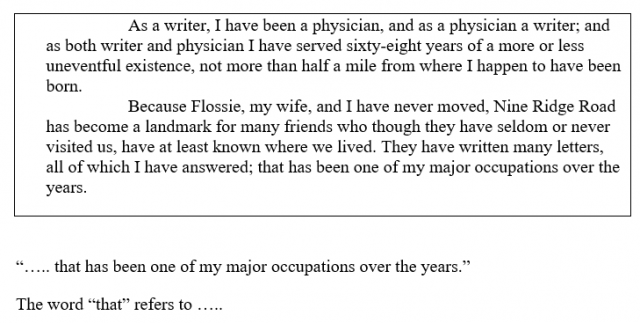 As a writer, I have been a physician, and as a physician a writer; and
as both writer and physician I have served sixty-eight years of a more or less
uneventful existence, not more than half a mile from where I happen to have been
born.
Because Flossie, my wife, and I have never moved, Nine Ridge Road
has become a landmark for many friends who though they have seldom or never
visited us, have at least known where we lived. They have written many letters,
all of which I have answered; that has been one of my major occupations over the
years.
“….. that has been one of my major occupations over the years.”
The word “that” refers to …..